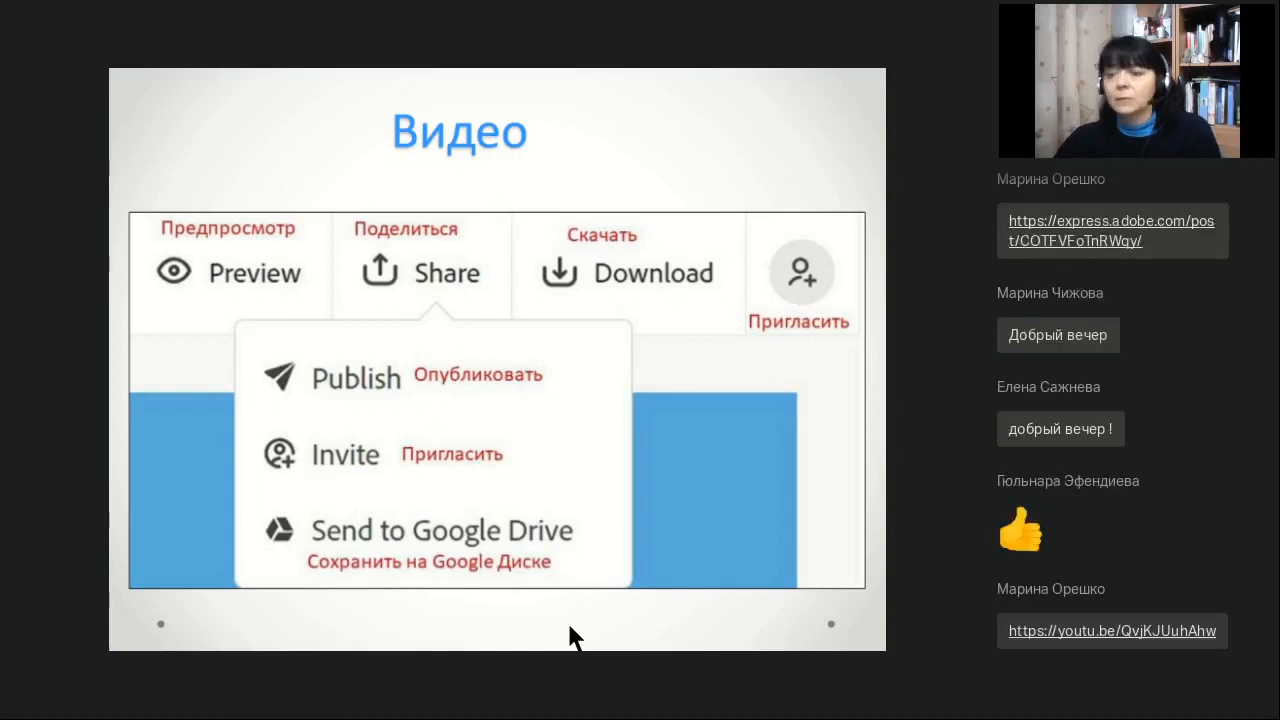 Видео
Предпросмотр
Preview
Поделиться
Share
Скачать
Download
Пригласить
Publish Опубликовать
Invite Пригласить
Send to Google Drive
Сохранить на Google Диске
Марина Орешко
https://express.adobe.com/pos
t/COTFVFoTnRWqy/
Марина Чижова
Добрый вечер
Елена Сажнева
добрый вечер !
Гюльнара Эфендиева
Марина Орешко
https://youtu.be/QvjKJUuhAhw